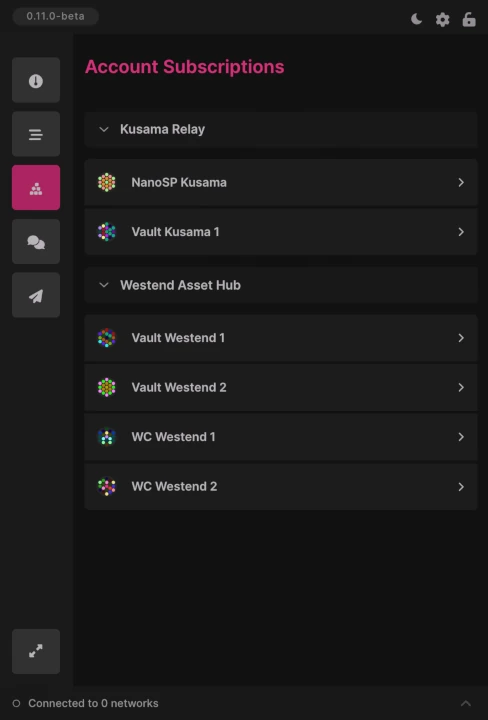 0.11.0-beta
Account Subscriptions
Kusama Relay
NanoSP Kusama
Vault Kusama 1
Westend Asset Hub
Vault Westend 1
Vault Westend 2
WC Westend 1
WC Westend 2
Connected to 0 networks